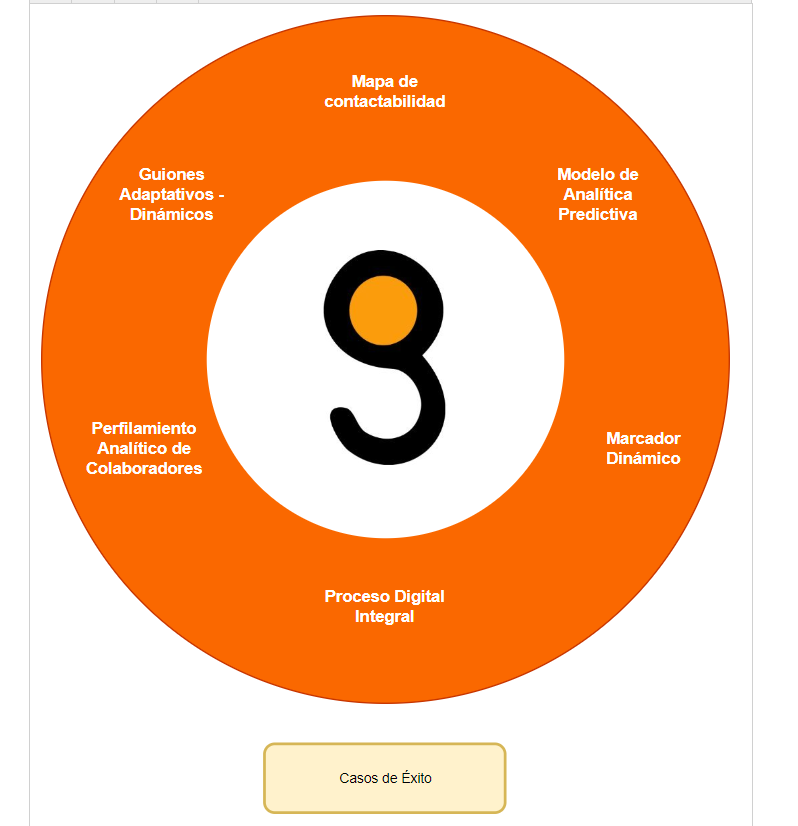 Mapa de
contactabilidad
Guiones
Adaptativos -
Dinámicos
Modelo de
Analítica
Predictiva
Perfilamiento
Analítico de
Colaboradores
Marcador
Dinámico
Proceso Digital
Integral
Casos de Éxito